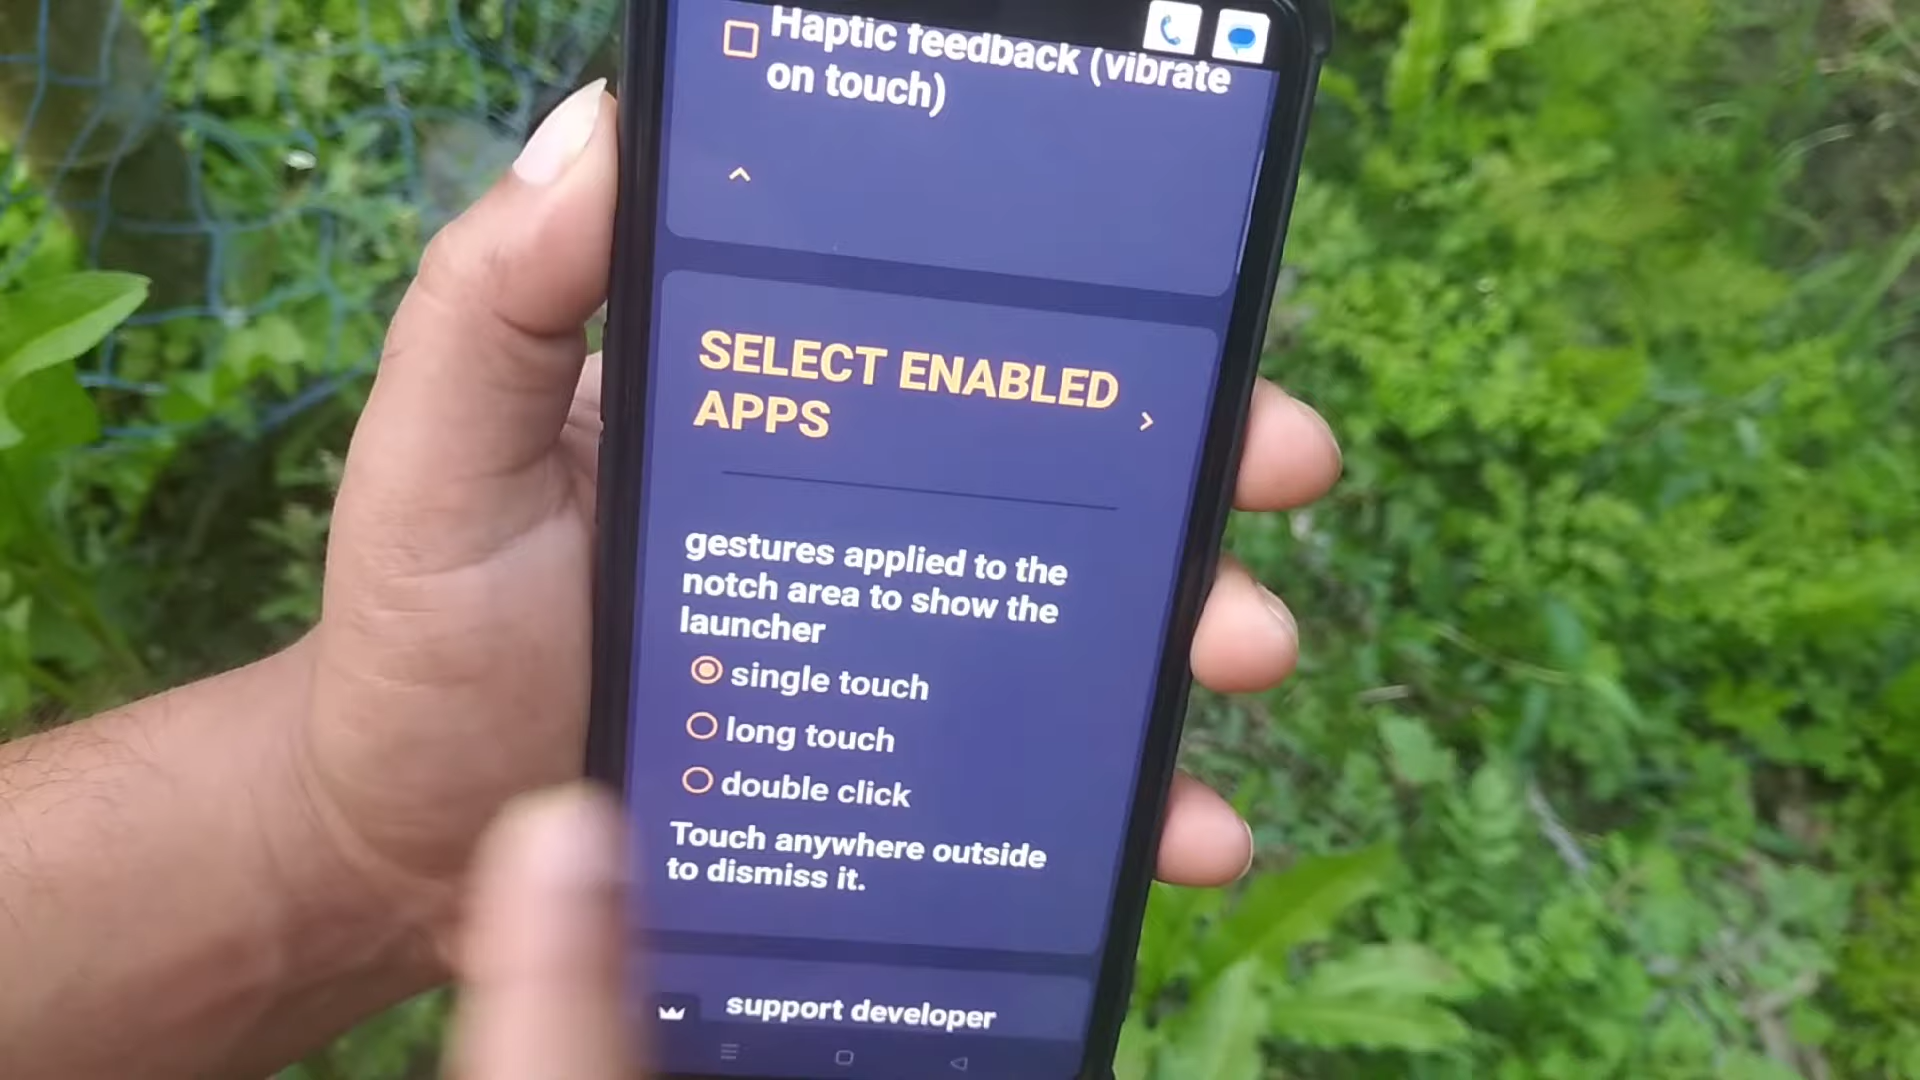 Haptic feedback (vibrate
on touch)
SELECT ENABLED
APPS
gestures applied to the
notch area to show the
launcher
single touch
long touch
double click
Touch anywhere outside
to dismiss it.
support developer